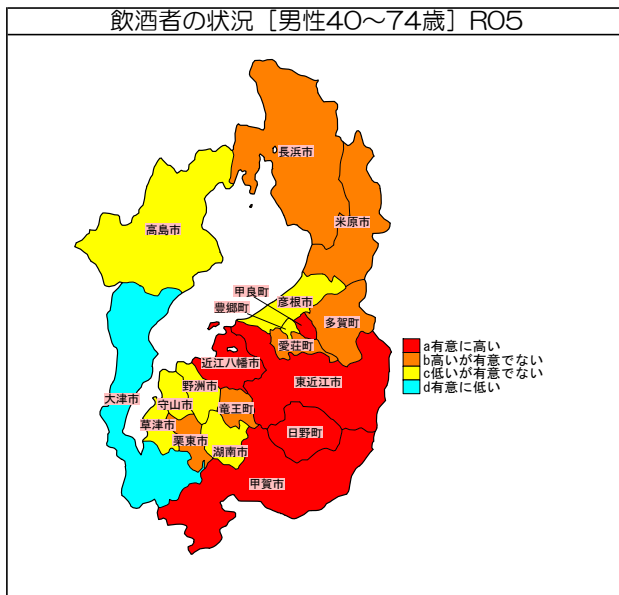 飲酒者の状況［男性40～74歳］R05
長浜市
米原市
高島市
甲良町
彦根市
豊郷町
多賀町
愛荘町
a有意に高い
b高いが有意でない
c低いが有意でない
d有意に低い
近江八幡市
東近江市
野洲市
大津市
守山市
竜王町
草津市
日野町
栗東市
湖南市
甲賀市